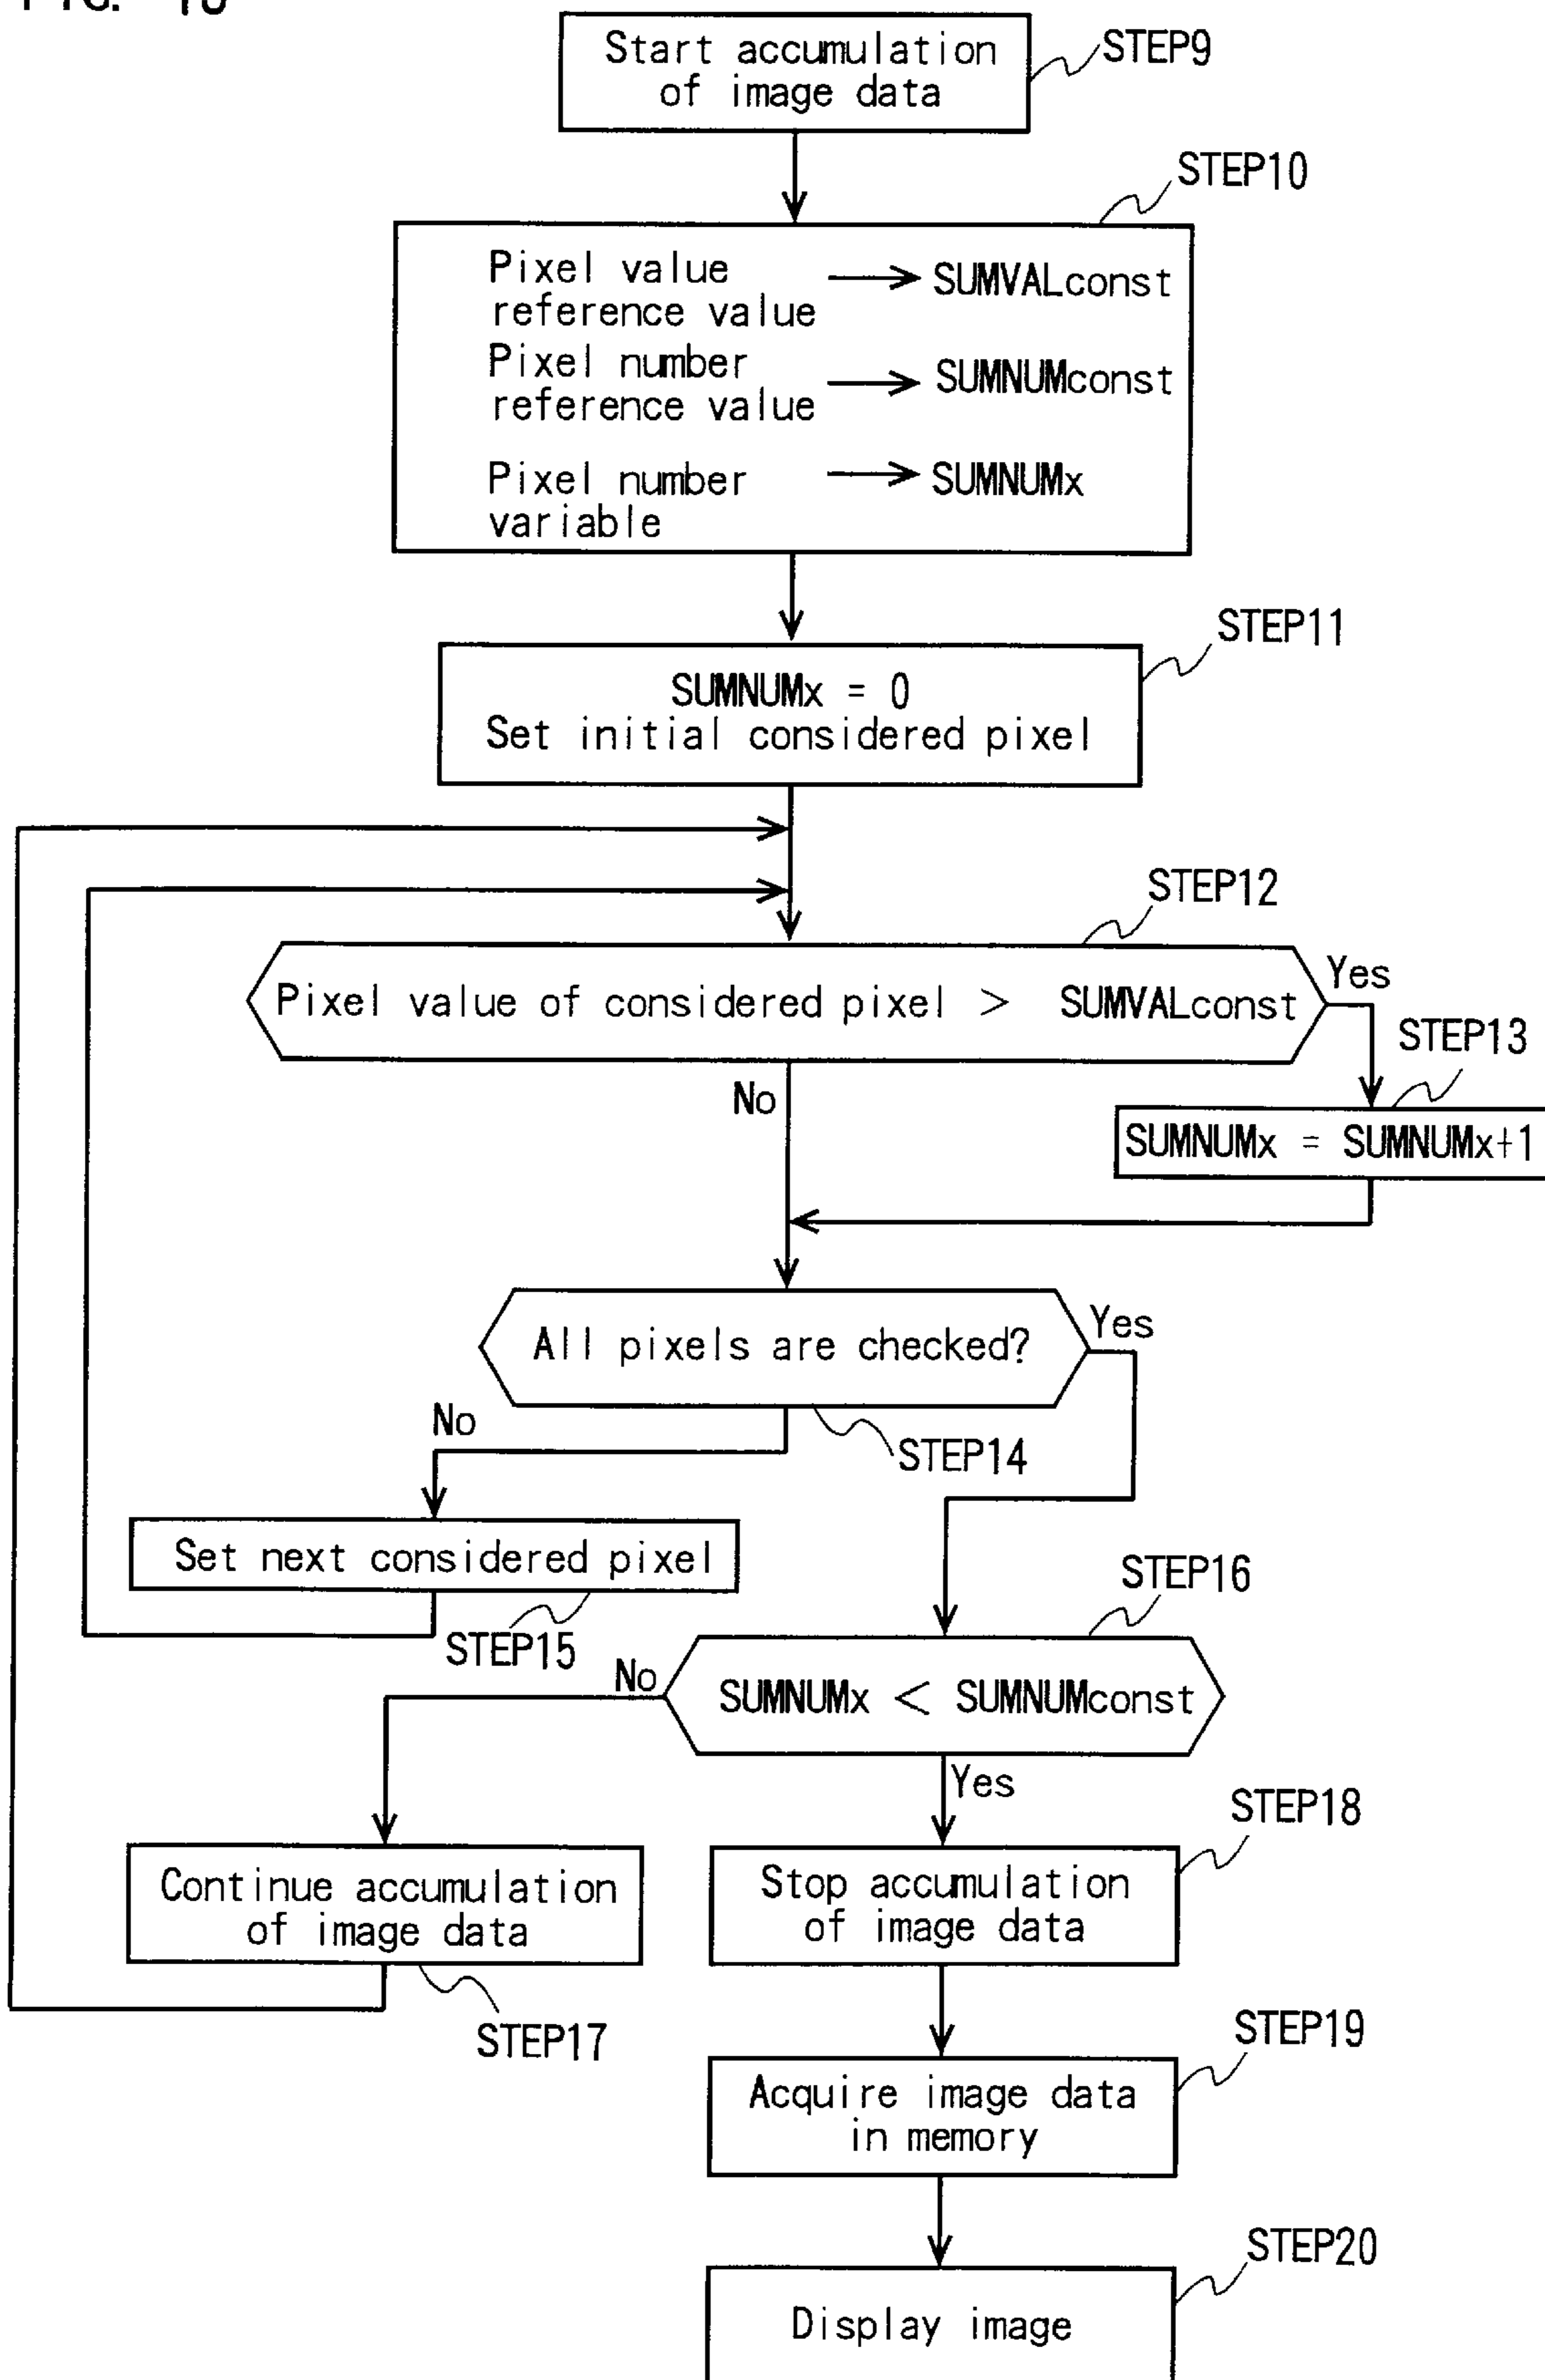 Start accumulation
of image data
STEP9
STEP10
Pixel value
reference value
SUMVALconst
Pixel number
reference value
SUMNUMconst
Pixel number
variable
SUMNUMx
STEP11
SUMNUMx = 0
Set initial considered pixel
STEP12
Pixel value of considered pixel > SUMVALconst
Yes
No
STEP13
SUMNUMx = SUMNUMx+1
All pixels are checked?
Yes
No
STEP14
Set next considered pixel
STEP15
STEP16
No
SUMNUMx < SUMNUMconst
Yes
STEP18
Continue accumulation
of image data
Stop accumulation
of image data
STEP17
STEP19
Acquire image data
in memory
STEP20
Display image